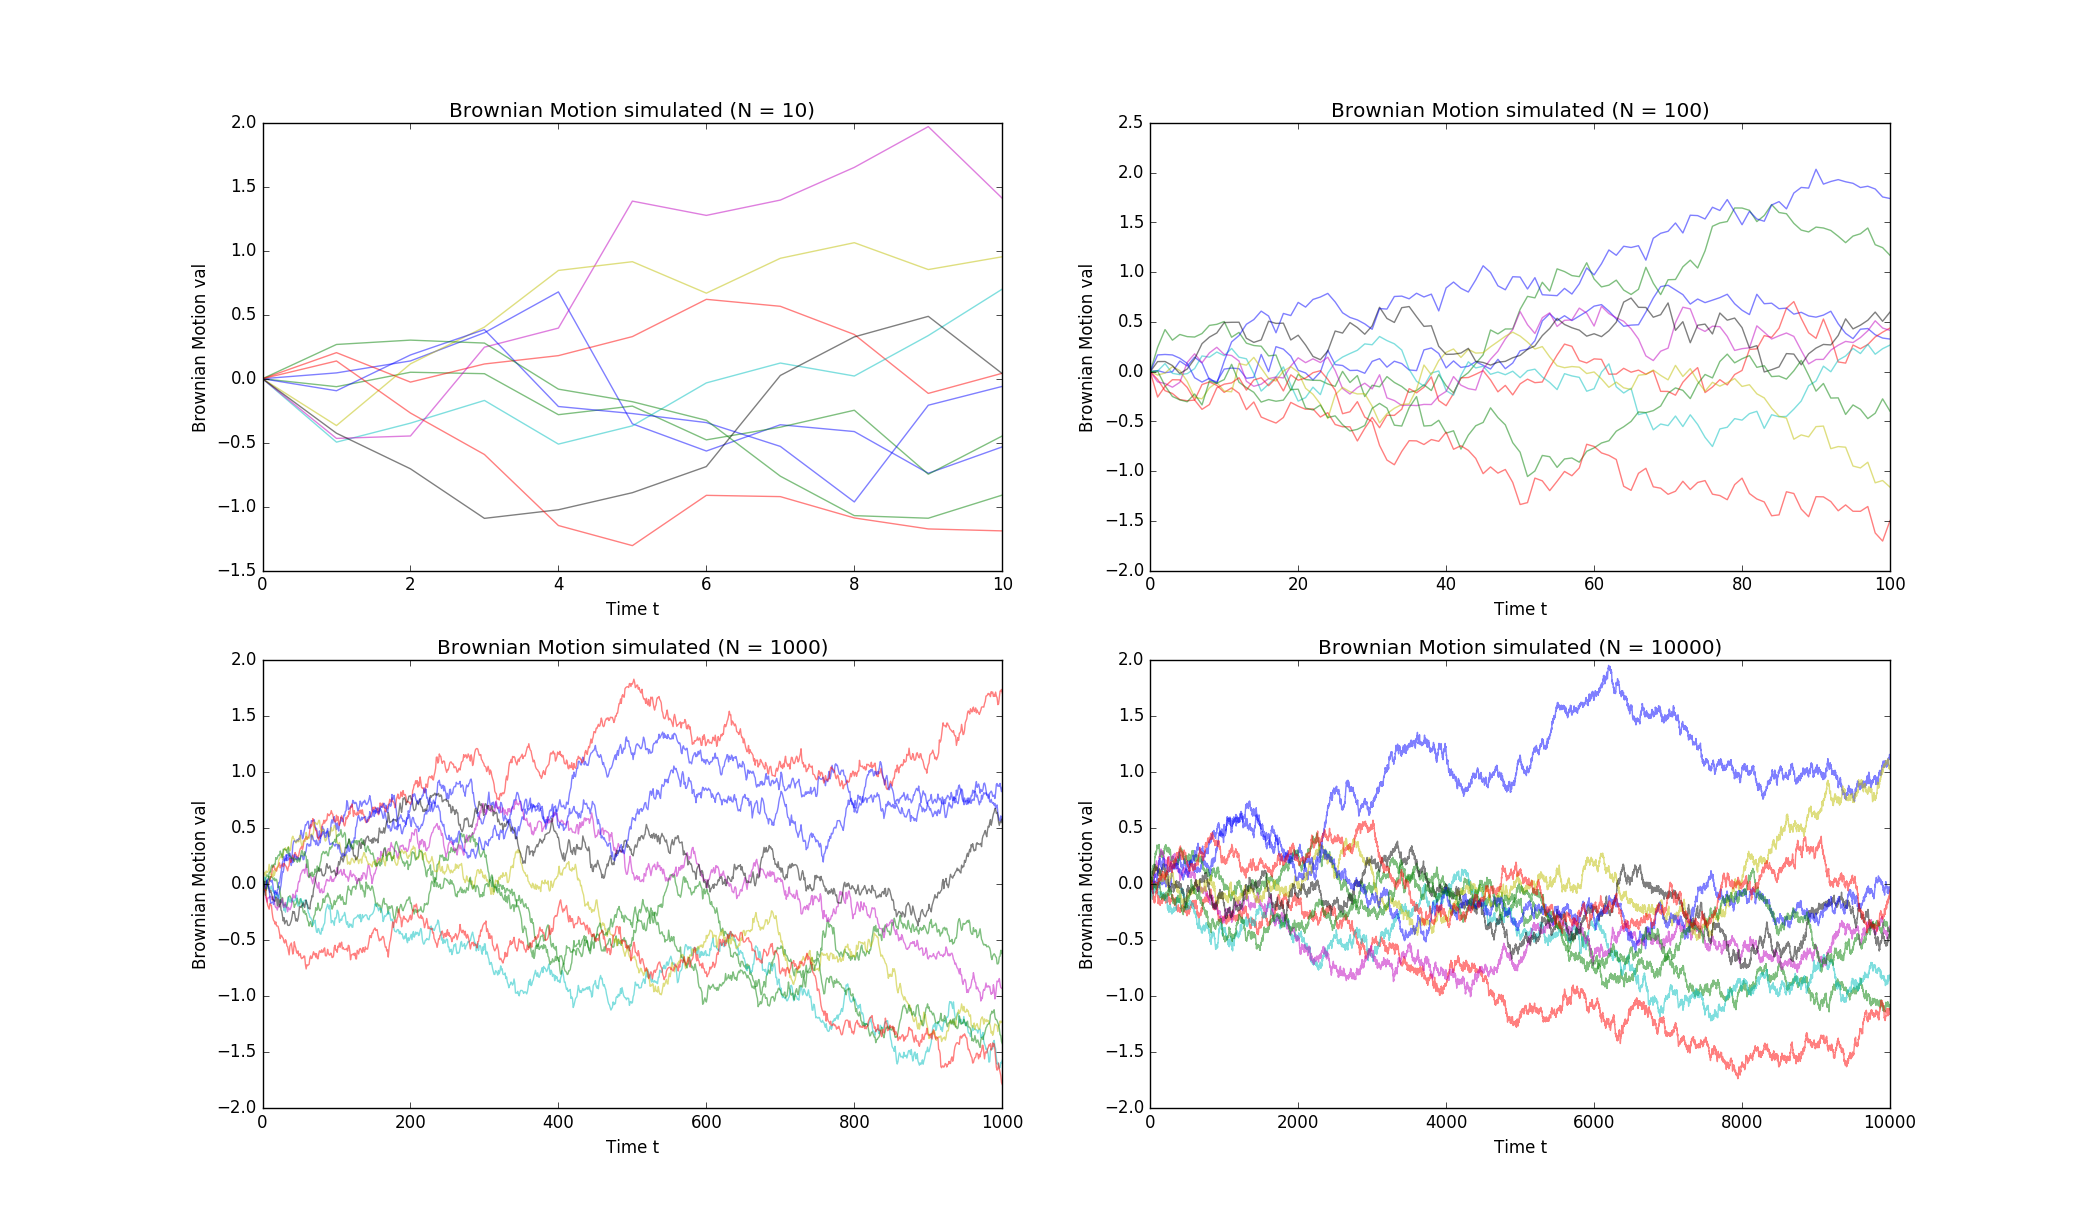 Brownian Motion simulated (N = 10)
2.0
1.5
1.0
0.5
0.0
−0.5
−1.0
−1.5
Brownian Motion val
0 2 4 6 8 10
Time t
Brownian Motion simulated (N = 100)
2.5
2.0
1.5
1.0
0.5
0.0
−0.5
−1.0
−1.5
−2.0
Brownian Motion val
0 20 40 60 80 100
Time t
Brownian Motion simulated (N = 1000)
2.0
1.5
1.0
0.5
0.0
−0.5
−1.0
−1.5
−2.0
Brownian Motion val
0 200 400 600 800 1000
Time t
Brownian Motion simulated (N = 10000)
2.0
1.5
1.0
0.5
0.0
−0.5
−1.0
−1.5
−2.0
Brownian Motion val
0 2000 4000 6000 8000 10000
Time t